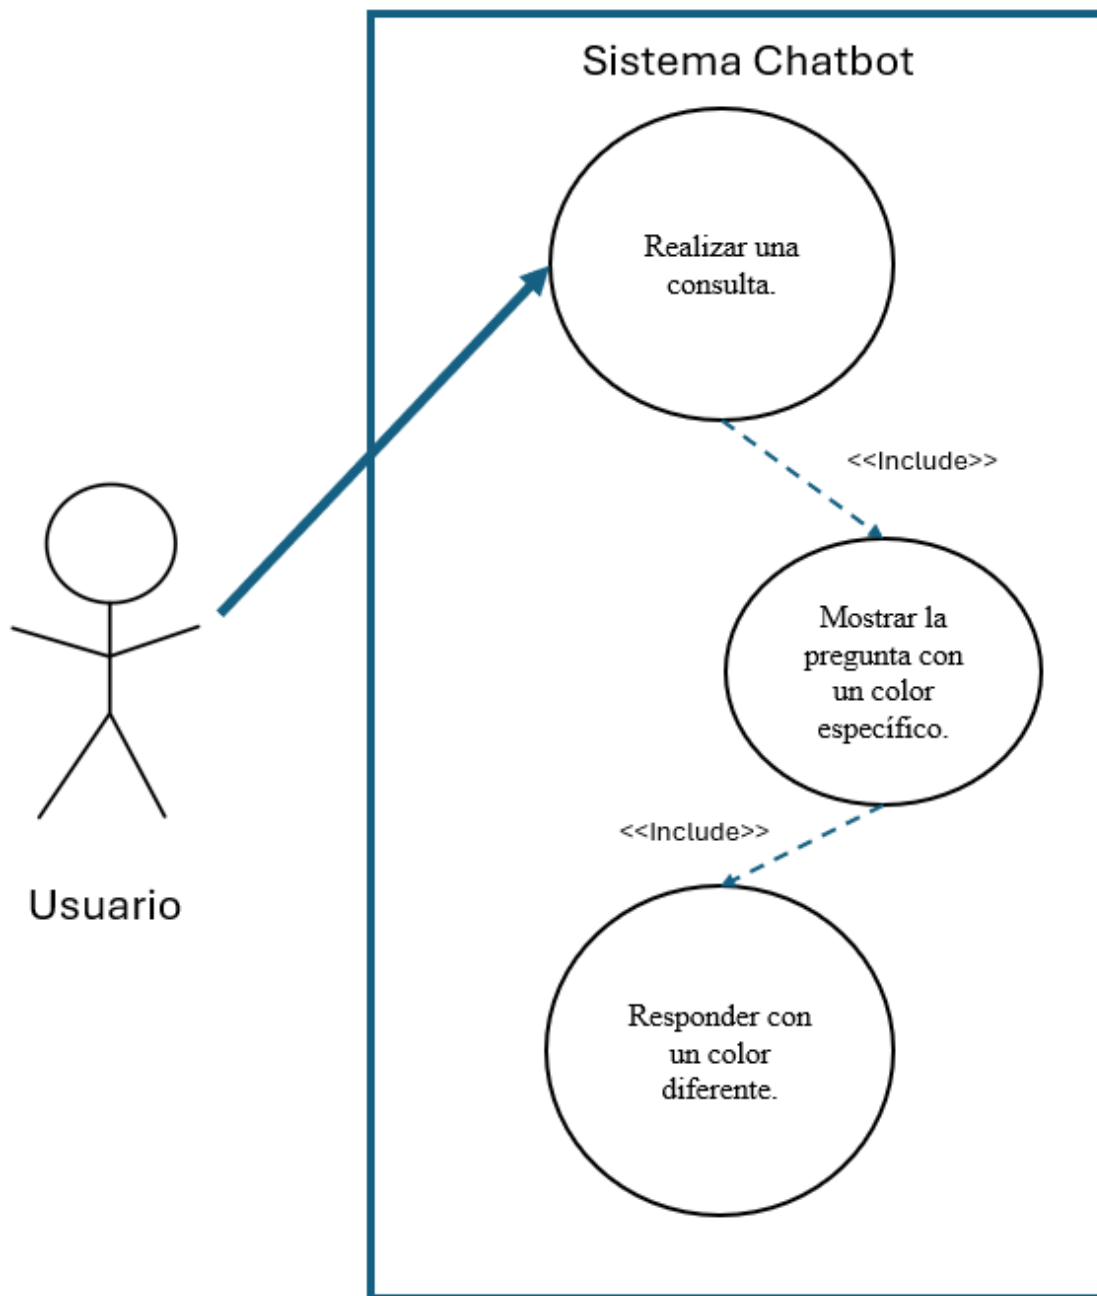 Sistema Chatbot
Realizar una
consulta.
<<Include>>
Mostrar la
pregunta con
un color
específico.
<<Include>>
Usuario
Responder con
un color
diferente.